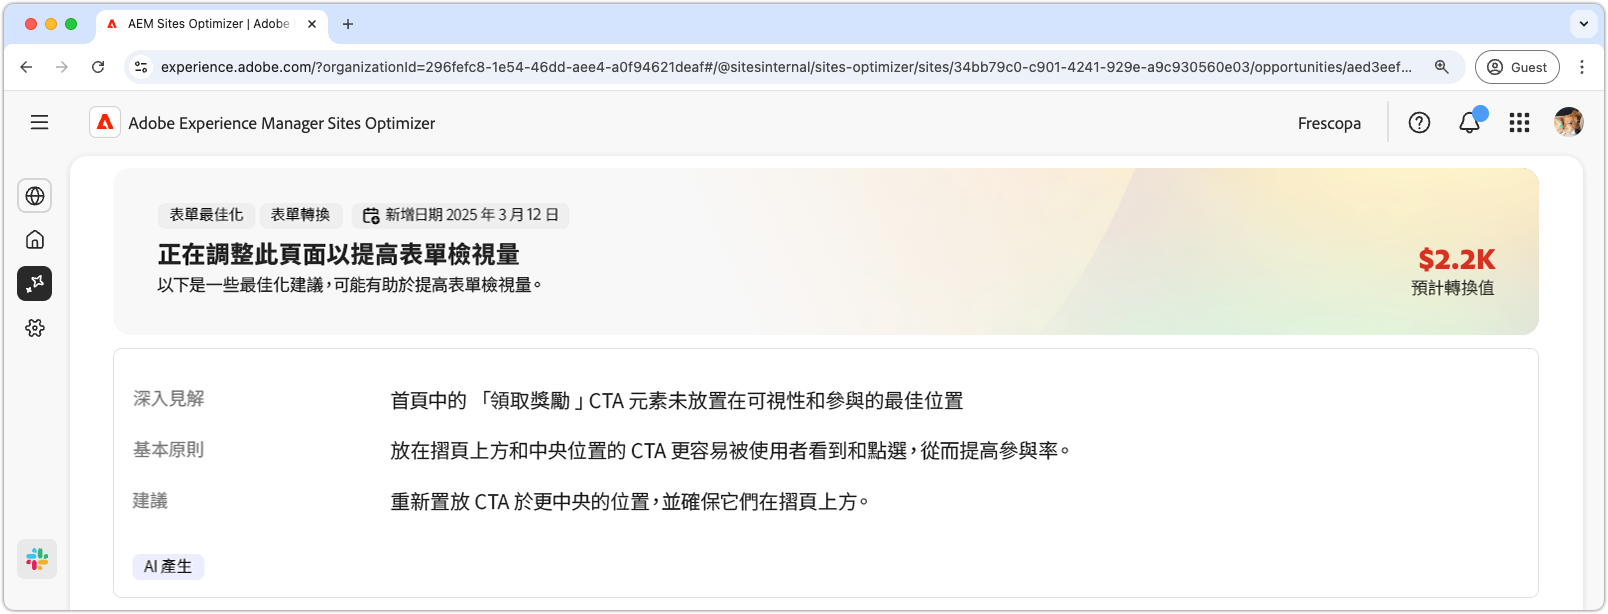 AEM Sites Optimizer | Adobe
experience.adobe.com/?organizationId=296fefc8-1e54-46dd-aee4-a0f94621deaf#/@sitesinternal/sites-optimizer/sites/34bb79c0-c901-4241-929e-a9c930560e03/opportunities/aed3eef...
Guest
Adobe Experience Manager Sites Optimizer
Frescopa
表單最佳化 表單轉換 新增日期 2025 年 3 月 12 日
正在調整此頁面以提高表單檢視量
以下是一些最佳化建議，可能有助於提高表單檢視量。
$2.2K
預計轉換值
深入見解 首頁中的 「領取獎勵 」CTA 元素未放置在可視性和參與的最佳位置
基本原則 放在摺頁上方和中央位置的 CTA 更容易被使用者看到和點選，從而提高參與率。
建議 重新置放 CTA 於更中央的位置，並確保它們在摺頁上方。
AI 產生